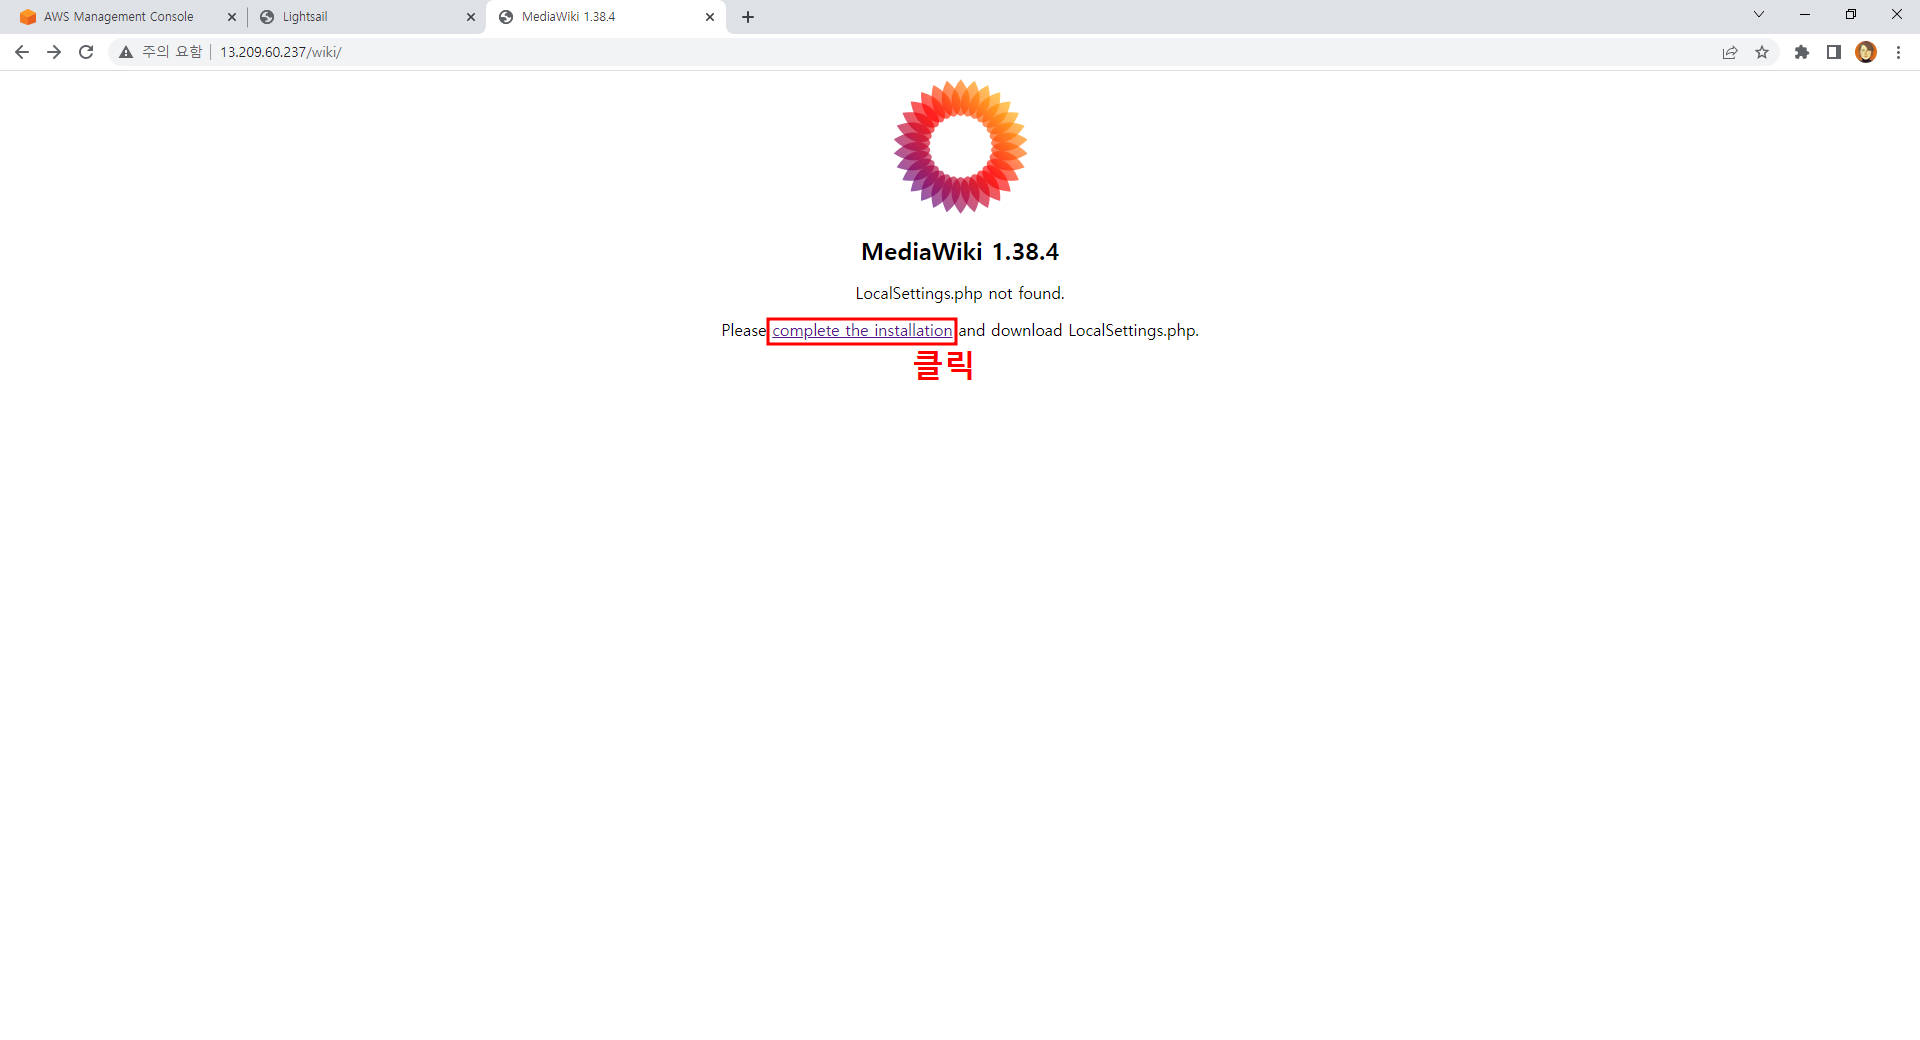 AWS Management Console
Lightsail
MediaWiki 1.38.4
주의 요함 13.209.60.237/wiki/
MediaWiki 1.38.4
LocalSettings.php not found.
Please complete the installation and download LocalSettings.php.
클릭